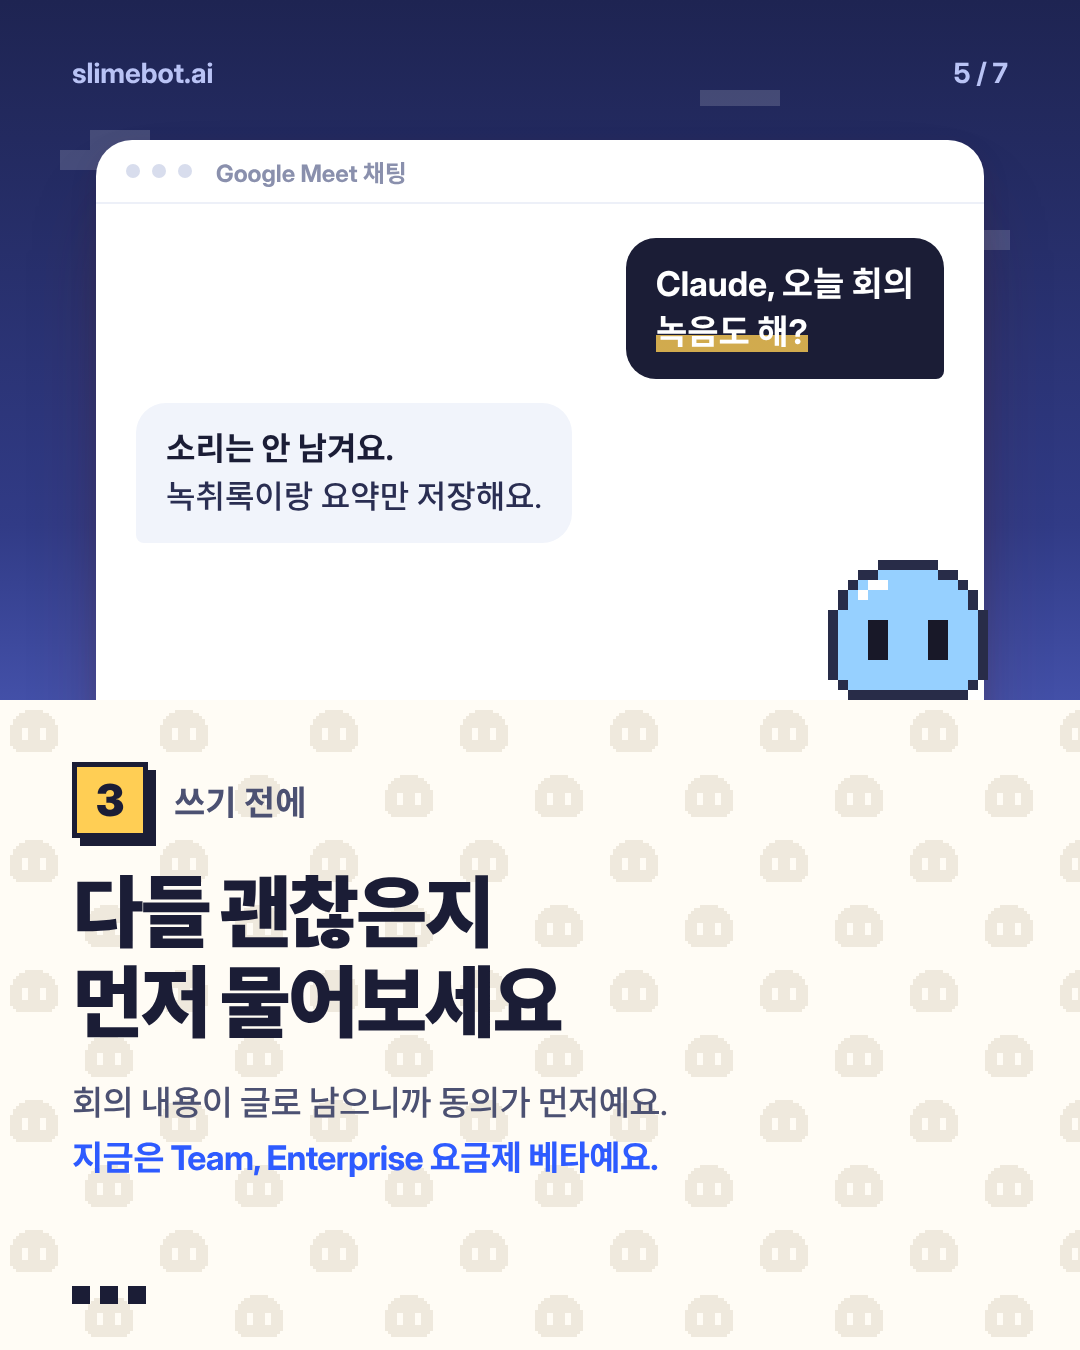 slimebot.ai
5 / 7
Google Meet 채팅
Claude, 오늘 회의
녹음도 해?
소리는 안 남겨요.
녹취록이랑 요약만 저장해요.
3
쓰기 전에
다들 괜찮은지
먼저 물어보세요
회의 내용이 글로 남으니까 동의가 먼저예요.
지금은 Team, Enterprise 요금제 베타예요.